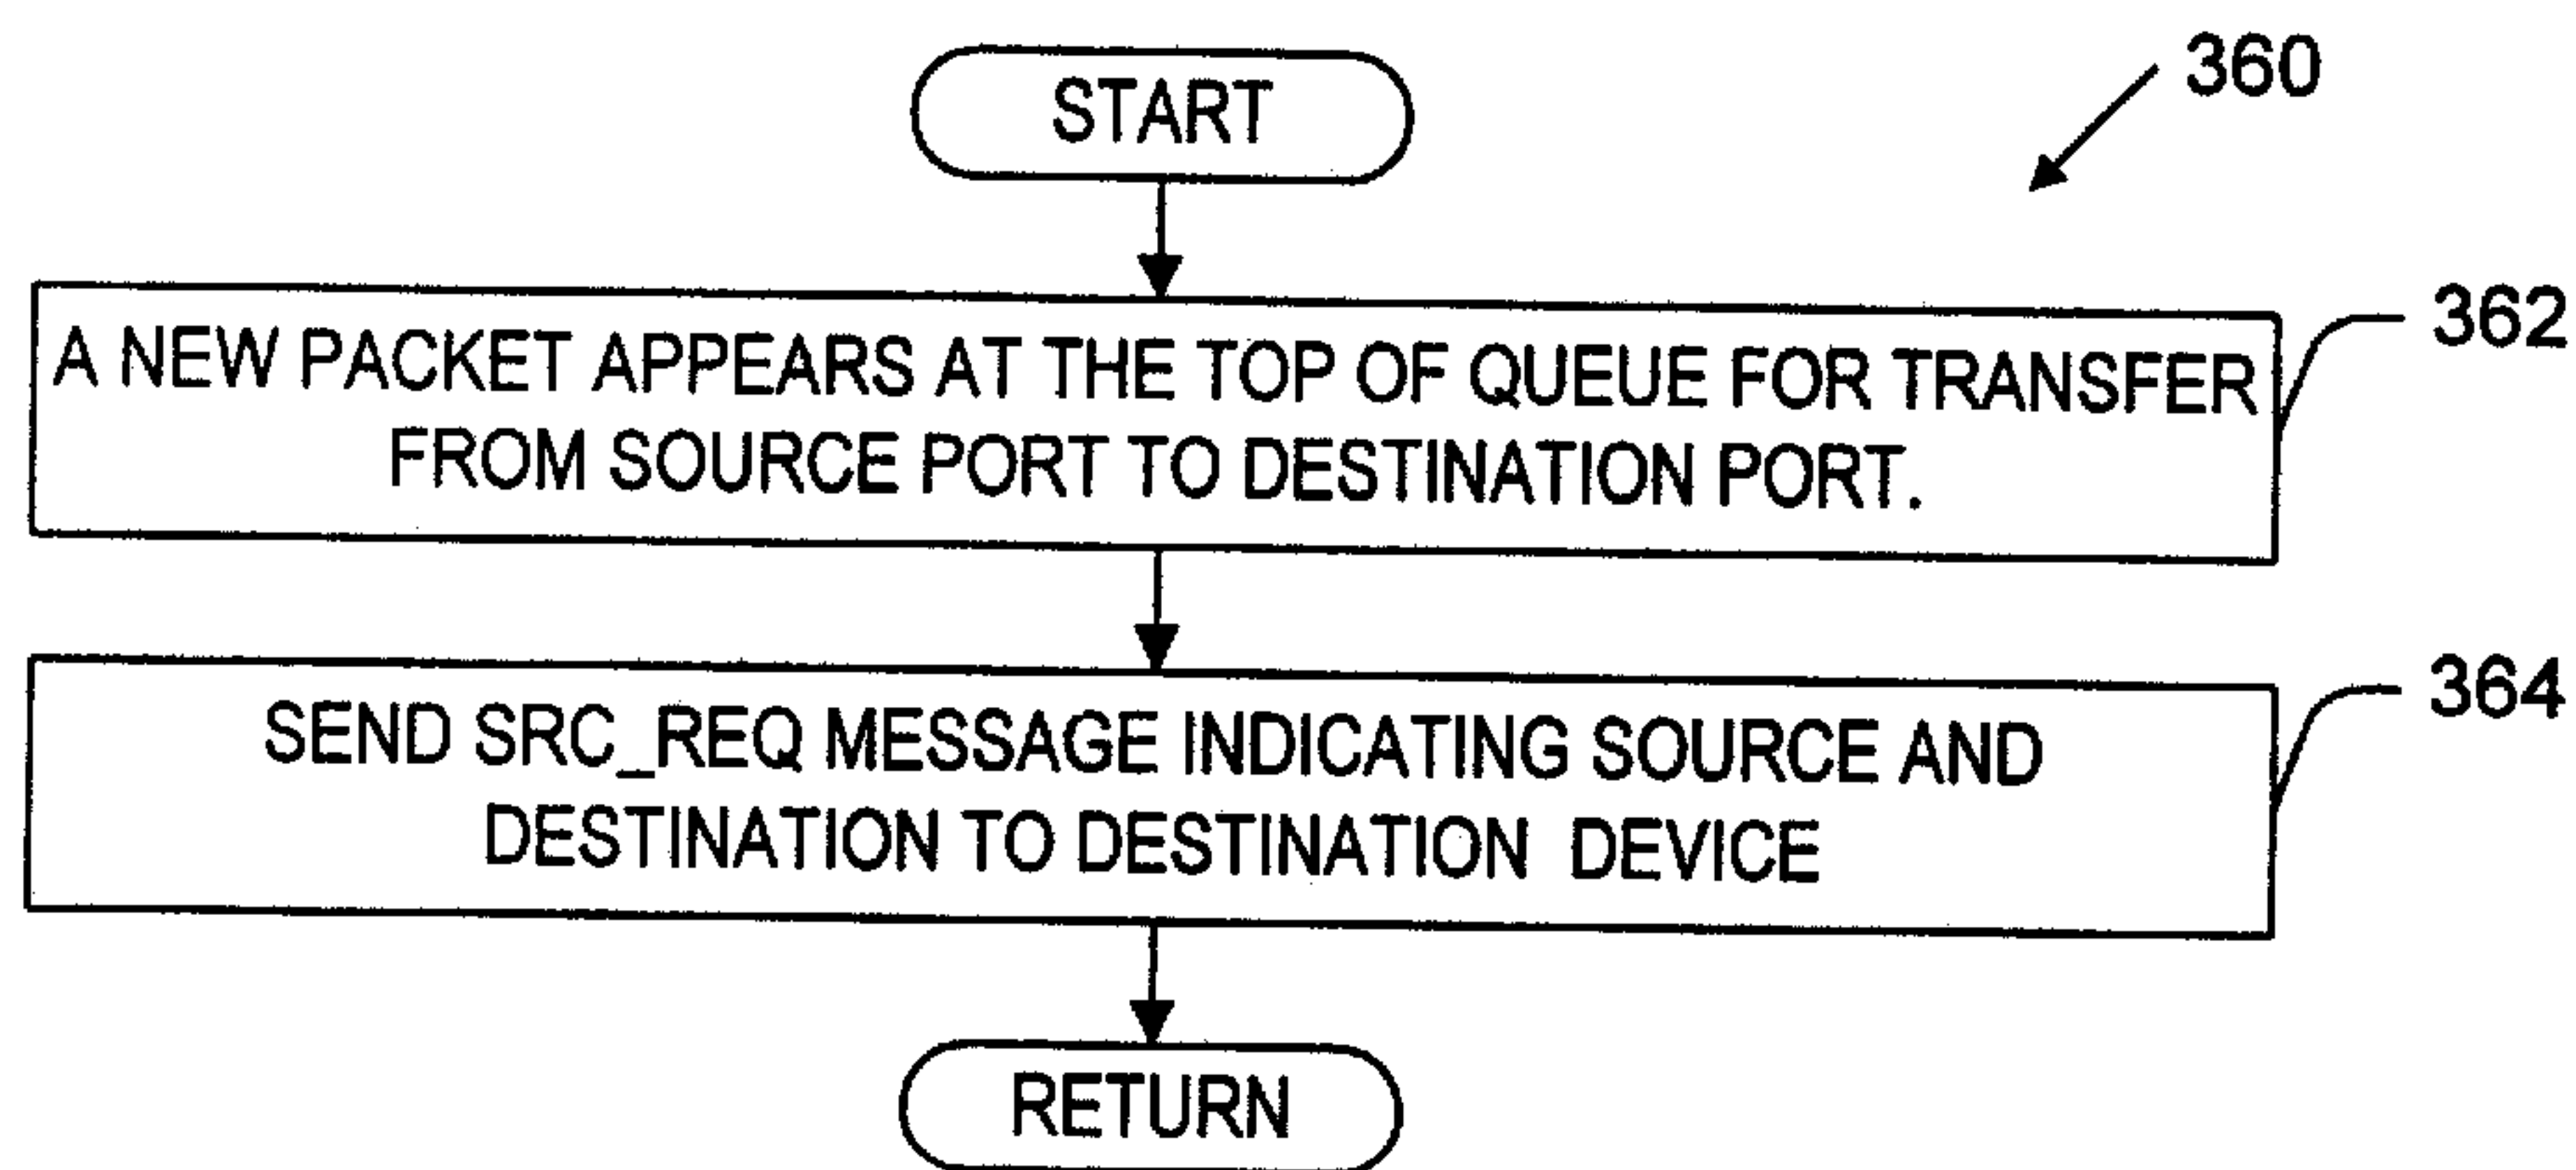 START
360
A NEW PACKET APPEARS AT THE TOP OF QUEUE FOR TRANSFER
FROM SOURCE PORT TO DESTINATION PORT.
362
SEND SRC_REQ MESSAGE INDICATING SOURCE AND
DESTINATION TO DESTINATION DEVICE
364
RETURN